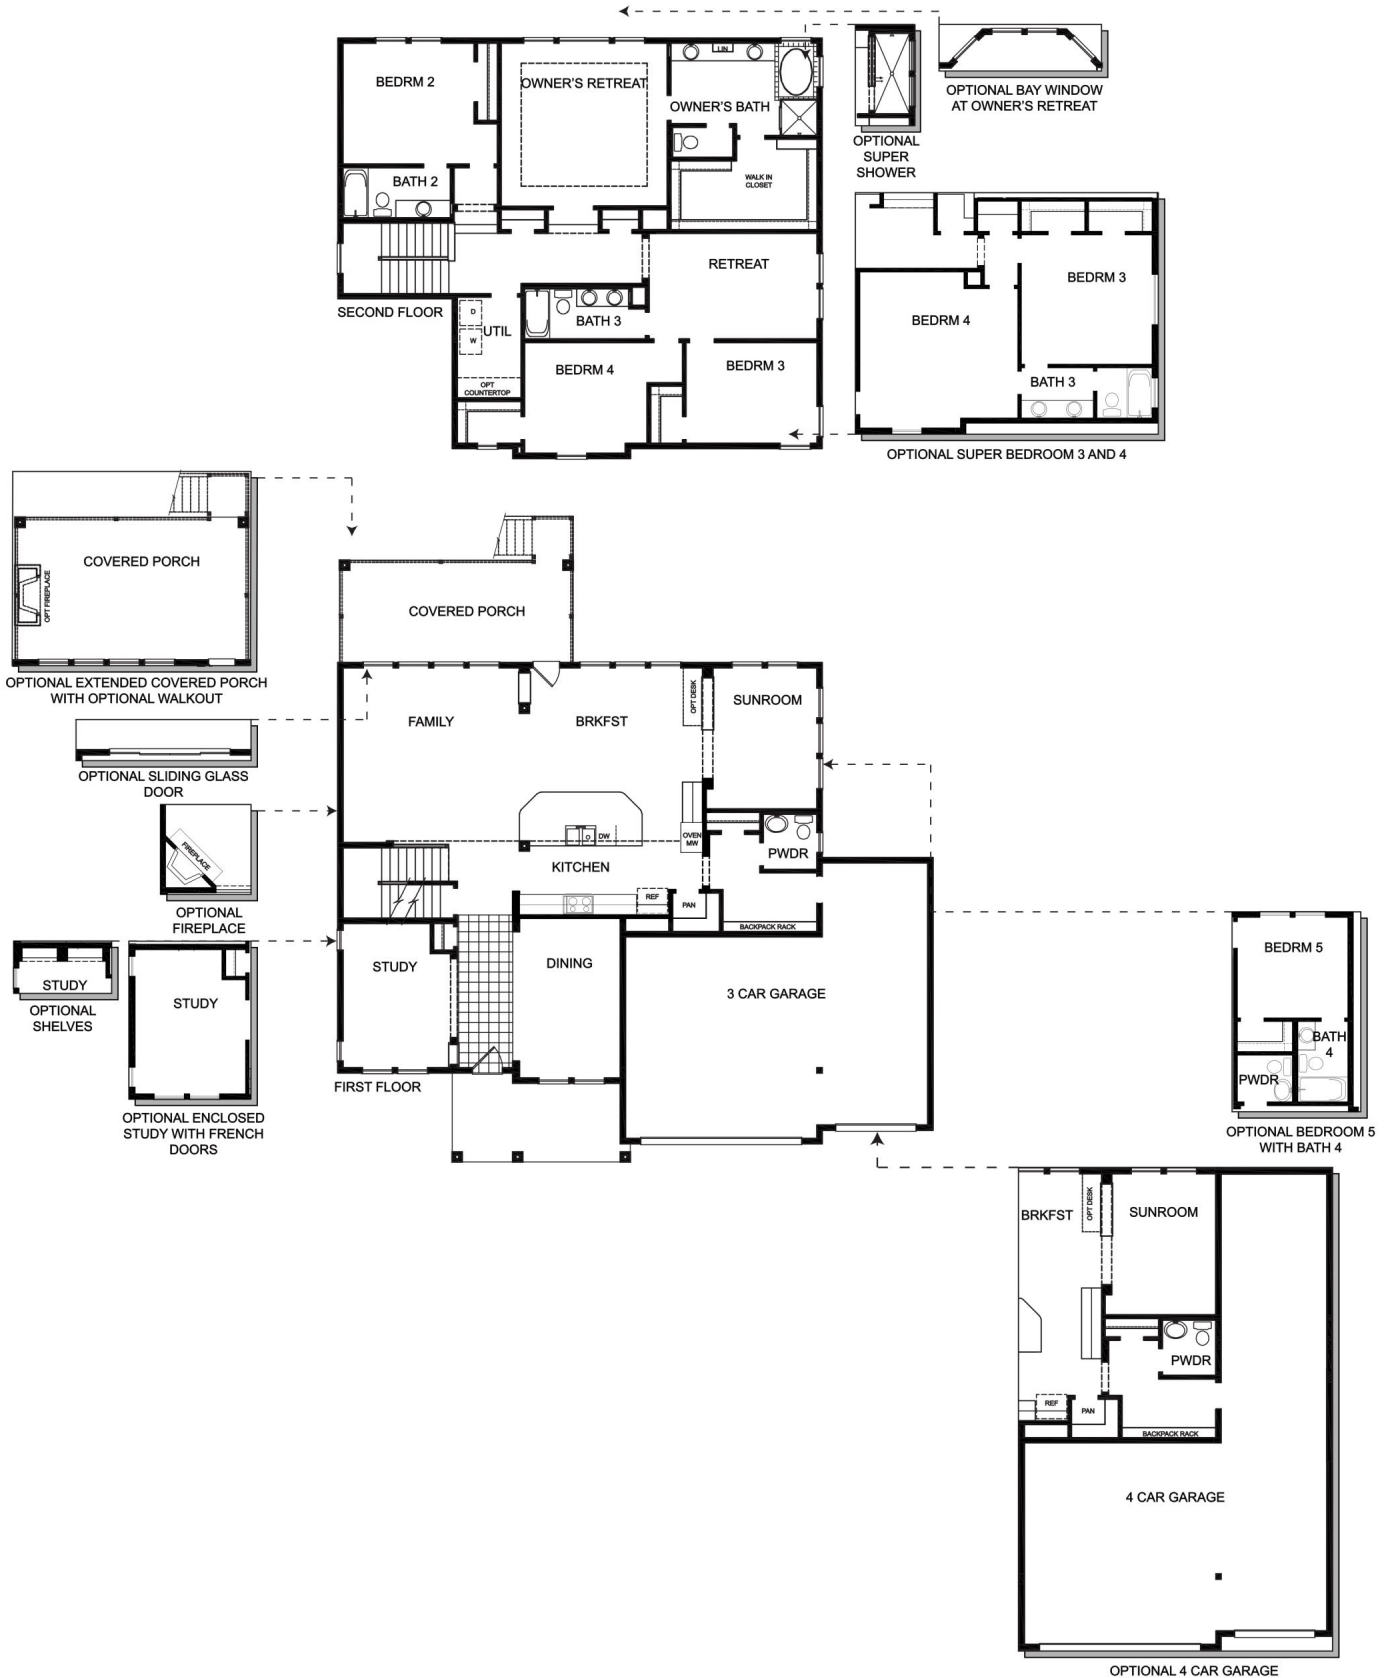 LIN
BEDRM 2
OWNER'S RETREAT
OWNER'S BATH
OPTIONAL BAY WINDOW
AT OWNER'S RETREAT
OPTIONAL
SUPER
SHOWER
BATH 2
WALK IN
CLOSET
RETREAT
SECOND FLOOR
D
W
UTIL
BATH 3
OPT
COUNTERTOP
BEDRM 4
BEDRM 3
BEDRM 3
BEDRM 4
BATH 3
OPTIONAL SUPER BEDROOM 3 AND 4
COVERED PORCH
OPT FIREPLACE
OPTIONAL EXTENDED COVERED PORCH
WITH OPTIONAL WALKOUT
COVERED PORCH
FAMILY
BRKFST
OPT DESK
SUNROOM
OPTIONAL SLIDING GLASS
DOOR
FIREPLACE
OPTIONAL
FIREPLACE
DW
OVEN
MW
PWDR
KITCHEN
REF
PAN
BACKPACK RACK
STUDY
OPTIONAL
SHELVES
STUDY
OPTIONAL ENCLOSED
STUDY WITH FRENCH
DOORS
STUDY
DINING
3 CAR GARAGE
FIRST FLOOR
BEDRM 5
BATH
4
PWDR
OPTIONAL BEDROOM 5
WITH BATH 4
BRKFST
OPT DESK
SUNROOM
PWDR
REF
PAN
BACKPACK RACK
4 CAR GARAGE
OPTIONAL 4 CAR GARAGE